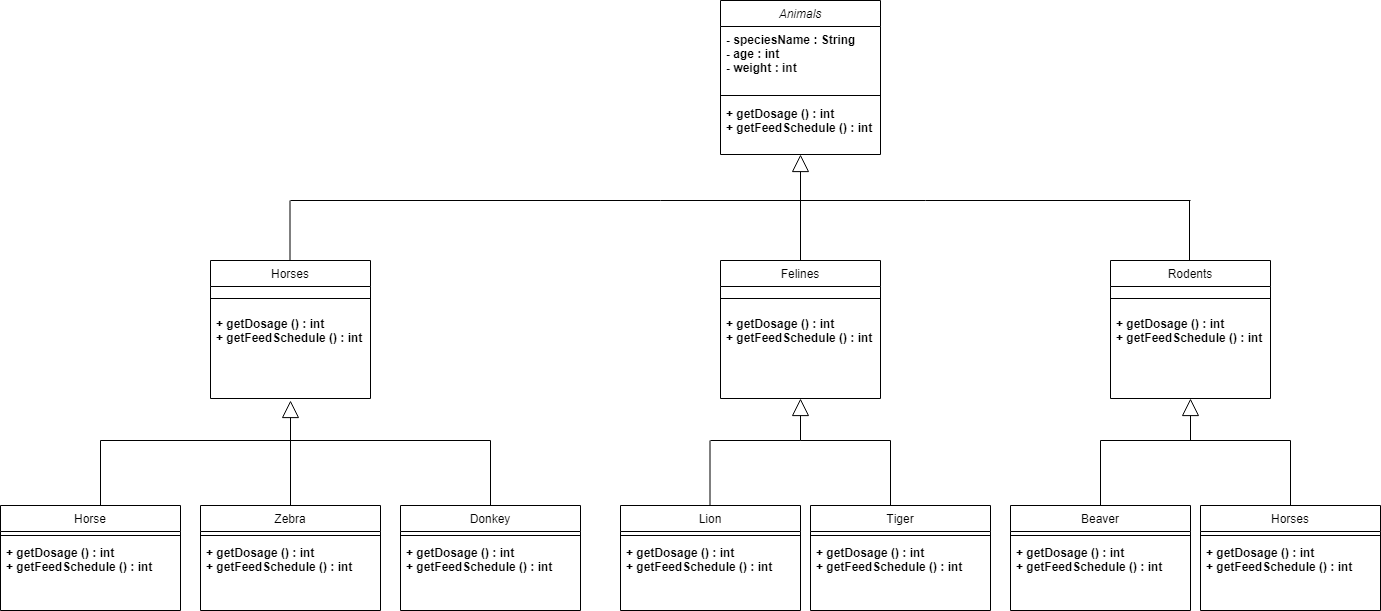 Animals
- speciesName : String
- age : int
- weight : int
+ getDosage () : int
+ getFeedSchedule () : int
Horses
+ getDosage () : int
+ getFeedSchedule () : int
Felines
+ getDosage () : int
+ getFeedSchedule () : int
Rodents
+ getDosage () : int
+ getFeedSchedule () : int
Horse
+ getDosage () : int
+ getFeedSchedule () : int
Zebra
+ getDosage () : int
+ getFeedSchedule () : int
Donkey
+ getDosage () : int
+ getFeedSchedule () : int
Lion
+ getDosage () : int
+ getFeedSchedule () : int
Tiger
+ getDosage () : int
+ getFeedSchedule () : int
Beaver
+ getDosage () : int
+ getFeedSchedule () : int
Horses
+ getDosage () : int
+ getFeedSchedule () : int